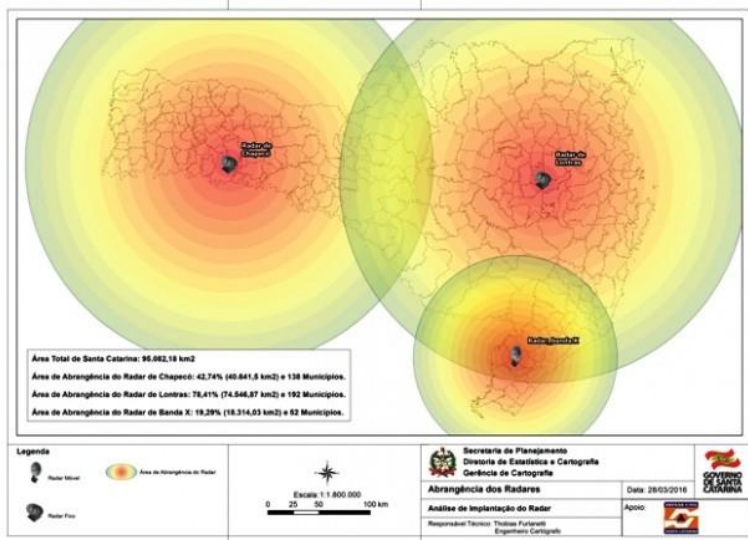 Radar de
Chapecó
Radar de
Lontras
Radar Banda X
Área Total de Santa Catarina: 95.062,18 km2
Área de Abrangência do Radar de Chapecó: 42,74% (40.641,5 km2) e 138 Municípios.
Área de Abrangência do Radar de Lontras: 78,41% (74.546,87 km2) e 192 Municípios.
Área de Abrangência do Radar de Banda X: 19,29% (18.314,03 km2) e 62 Municípios.
Legenda
Radar Móvel
Área de Abrangência do Radar
Radar Fixo
Escala:1:1.800.000
0 25 50 100 km
Secretaria de Planejamento
Diretoria de Estatística e Cartografia
Gerência de Cartografia
Abrangência dos Radares
Data: 28/03/2016
Análise de Implantação do Radar
Apoio:
Responsável Técnico: Thobias Furlanetti
Engenheiro Cartógrafo
GOVERNO
DE SANTA
CATARINA